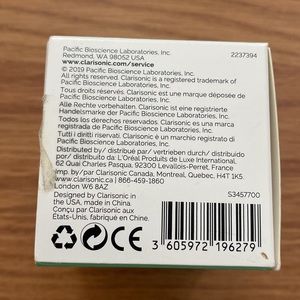 Pacific Bioscience Laboratories, Inc. 2237394
Redmond, WA 98052 USA
www.clarisonic.com/service
© 2019 Pacific Bioscience Laboratories, Inc.
All rights reserved. Clarisonic is a registered trademark of
Pacific Bioscience Laboratories, Inc.
Tous droits réservés. Clarisonic est une marque déposée de
Pacific Bioscience Laboratories, Inc.
Alle Rechte vorbehalten. Clarisonic ist eine registrierte
Handelsmarke der Pacific Bioscience Laboratories, Inc.
Todos los derechos reservados. Clarisonic es una marca
registrada de Pacific Bioscience Laboratories, Inc.
Tutti i diritti riservati. Clarisonic è un marchio registrato di
Pacific Bioscience Laboratories, Inc.
Distributed by/ distribué par/ vertrieben durch/ distribuido
por/ distribuito da: L'Oréal Produits de Luxe International,
62 Quai Charles Pasqua, 92300 Levallois-Perret, France
Imp./fabriqué par Clarisonic Canada, Montreal, Quebec, H4T 1K5.
www.clarisonic.ca | 866-459-1860
London W6 8AZ S3457700
Designed by Clarisonic in
the USA, made in China.
Conçu par Clarisonic aux
États-Unis, fabriqué en Chine.
CE
3 605972 196279